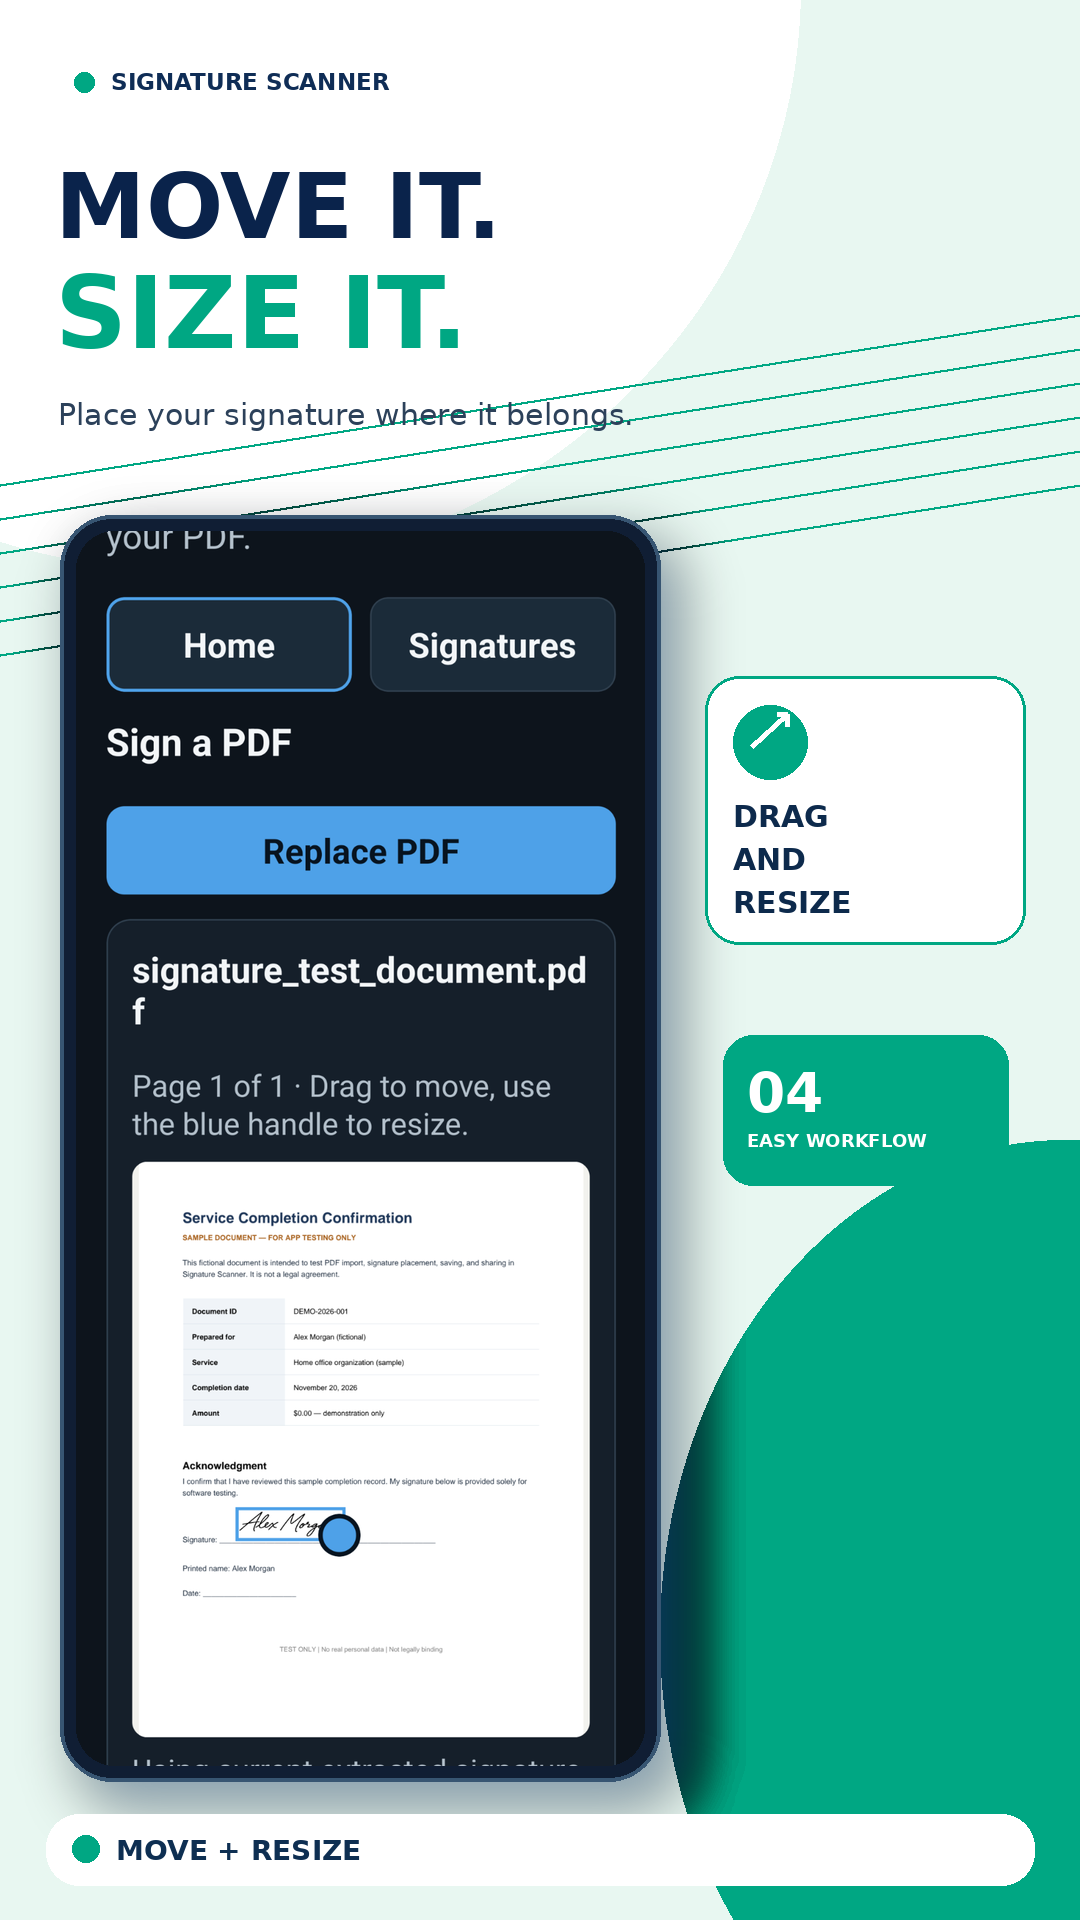 SIGNATURE SCANNER
MOVE IT.
SIZE IT.
Place your signature where it belongs.
your PDF.
Home
Signatures
Sign a PDF
Replace PDF
signature_test_document.pd
f
Page 1 of 1 · Drag to move, use
the blue handle to resize.
Service Completion Confirmation
SAMPLE DOCUMENT — FOR APP TESTING ONLY
This fictional document is intended to test PDF import, signature placement, saving, and sharing in
Signature Scanner. It is not a legal agreement.
Document ID DEMO-2026-001
Prepared for Alex Morgan (fictional)
Service Home office organization (sample)
Completion date November 20, 2026
Amount $0.00 — demonstration only
Acknowledgment
I confirm that I have reviewed this sample completion record. My signature below is provided solely for
software testing.
Alex Morg
Signature:
Printed name: Alex Morgan
Date:
TEST ONLY | No real personal data | Not legally binding
Using current extracted signature
DRAG
AND
RESIZE
04
EASY WORKFLOW
MOVE + RESIZE